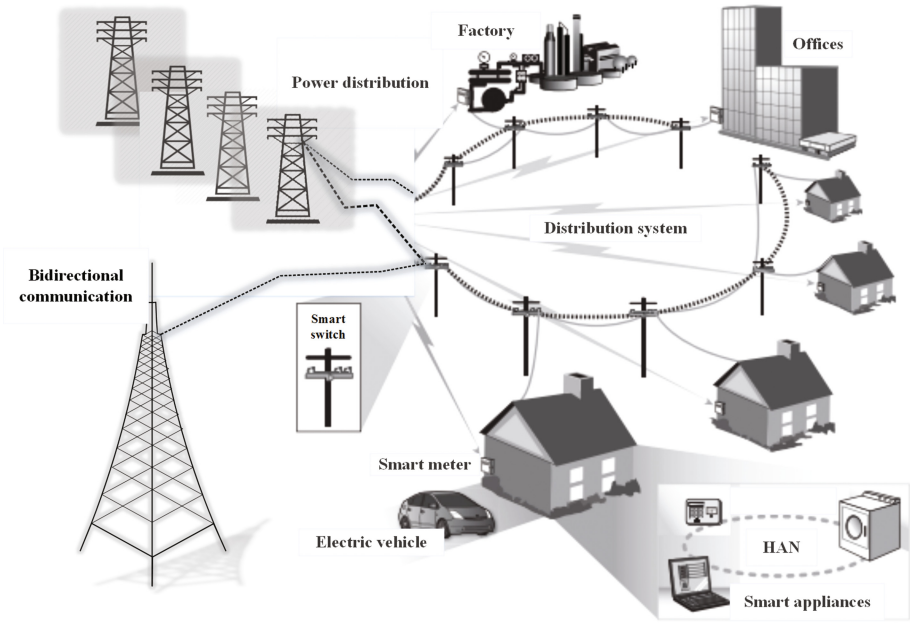 Factory
Offices
Power distribution
Distribution system
Bidirectional
communication
Smart
switch
Smart meter
Electric vehicle
HAN
Smart appliances